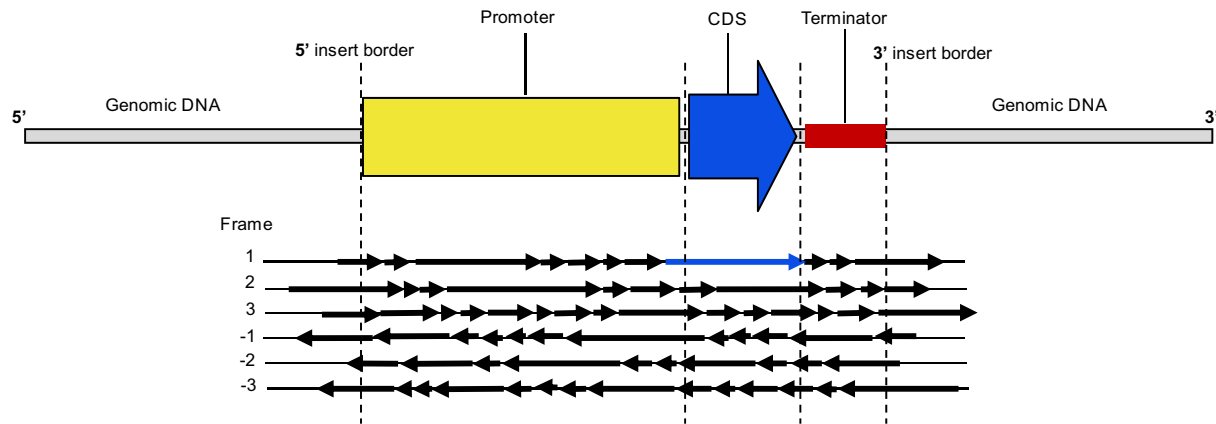 Promoter
CDS
Terminator
5’ insert border
3’ insert border
Genomic DNA
Genomic DNA
5’
3’
Frame
1
2
3
-1
-2
-3